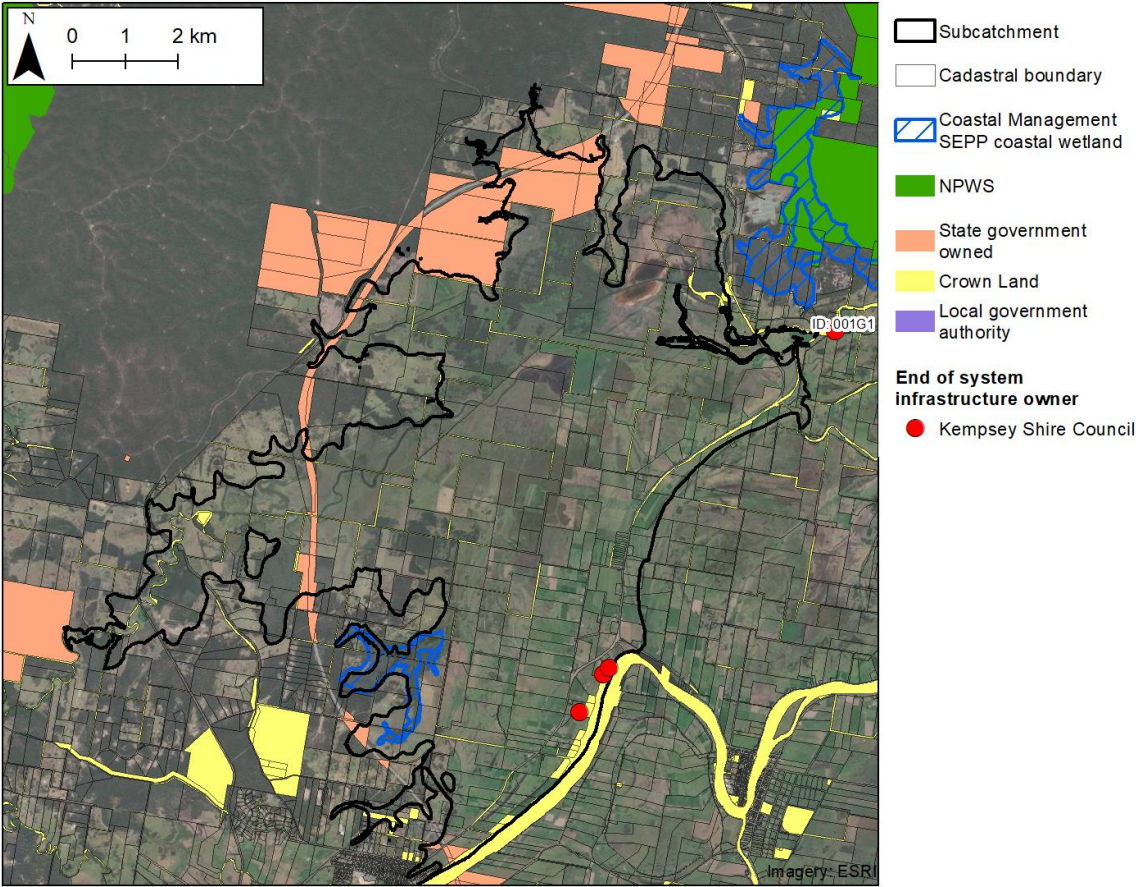 N
0 1 2 km
ID: 001G1
Imagery: ESRI
Subcatchment
Cadastral boundary
Coastal Management
SEPP coastal wetland
NPWS
State government
owned
Crown Land
Local government
authority
End of system
infrastructure owner
Kempsey Shire Council